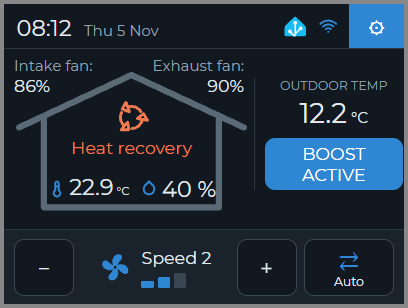 08:12 Thu 5 Nov
Intake fan: Exhaust fan:
86% 90%
OUTDOOR TEMP
12.2 °C
Heat recovery
BOOST
ACTIVE
22.9 °C 40 %
− Speed 2 +
Auto